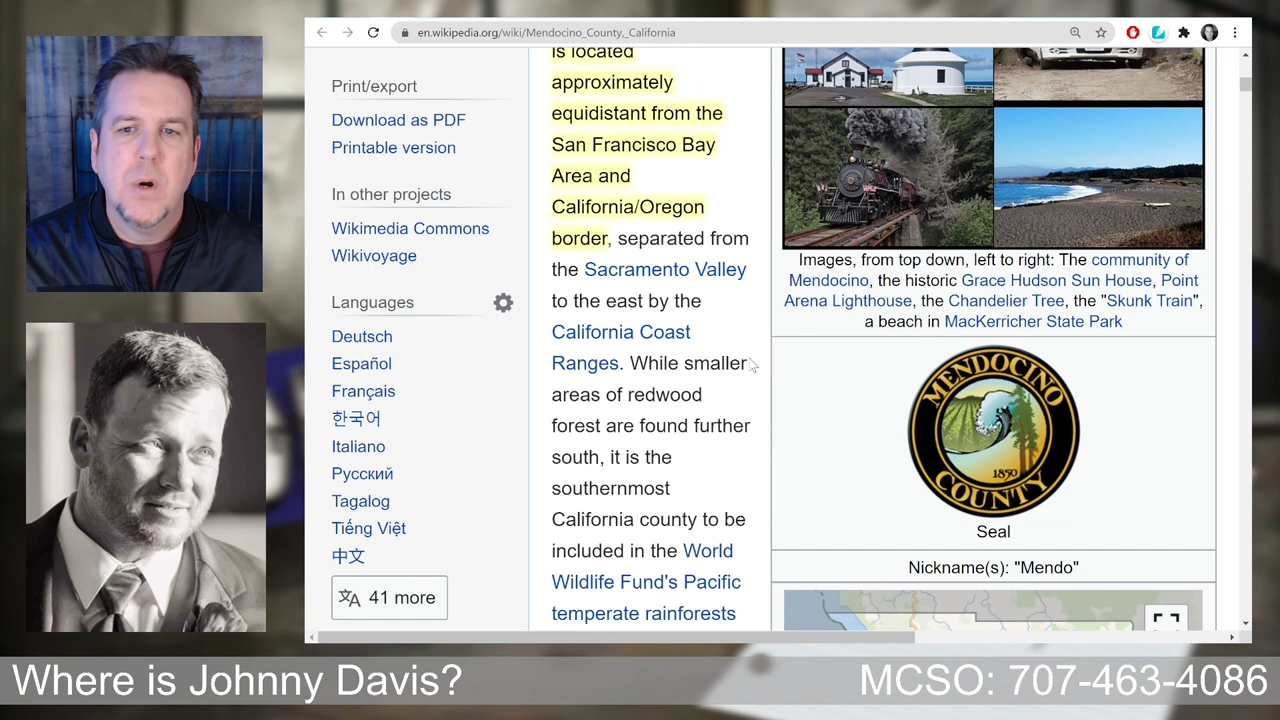 en.wikipedia.org/wiki/Mendocino_County,_California
Print/export
Download as PDF
Printable version
In other projects
Wikimedia Commons
Wikivoyage
Languages
Deutsch
Español
Français
한국어
Italiano
Русский
Tagalog
Tiếng Việt
中文
41 more
is located
approximately
equidistant from the
San Francisco Bay
Area and
California/Oregon
border, separated from
the Sacramento Valley
to the east by the
California Coast
Ranges. While smaller
areas of redwood
forest are found further
south, it is the
southernmost
California county to be
included in the World
Wildlife Fund's Pacific
temperate rainforests
Images, from top down, left to right: The community of
Mendocino, the historic Grace Hudson Sun House, Point
Arena Lighthouse, the Chandelier Tree, the "Skunk Train",
a beach in MacKerricher State Park
MENDOCINO
1850
COUNTY
Seal
Nickname(s): "Mendo"
Where is Johnny Davis?
MCSO: 707-463-4086